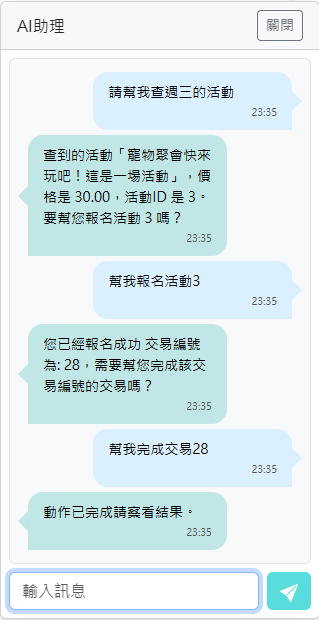 AI助理
關閉
請幫我查週三的活動
23:35
查到的活動「寵物聚會快來
玩吧！這是一場活動」，價
格是 30.00，活動ID 是 3。
要幫您報名活動 3 嗎？
23:35
幫我報名活動3
23:35
您已經報名成功 交易編號
為: 28，需要幫您完成該交
易編號的交易嗎？
23:35
幫我完成交易28
23:35
動作已完成請察看結果。
23:35
輸入訊息